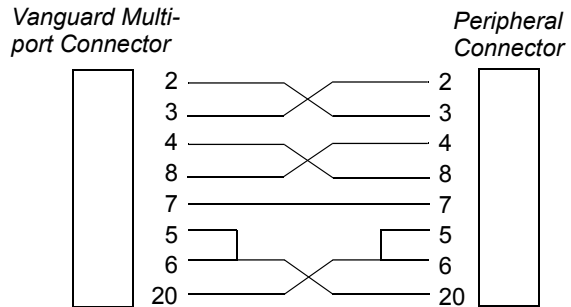 Vanguard Multi-
port Connector
Peripheral
Connector
2 2
3 3
4 4
8 8
7 7
5 5
6 6
20 20